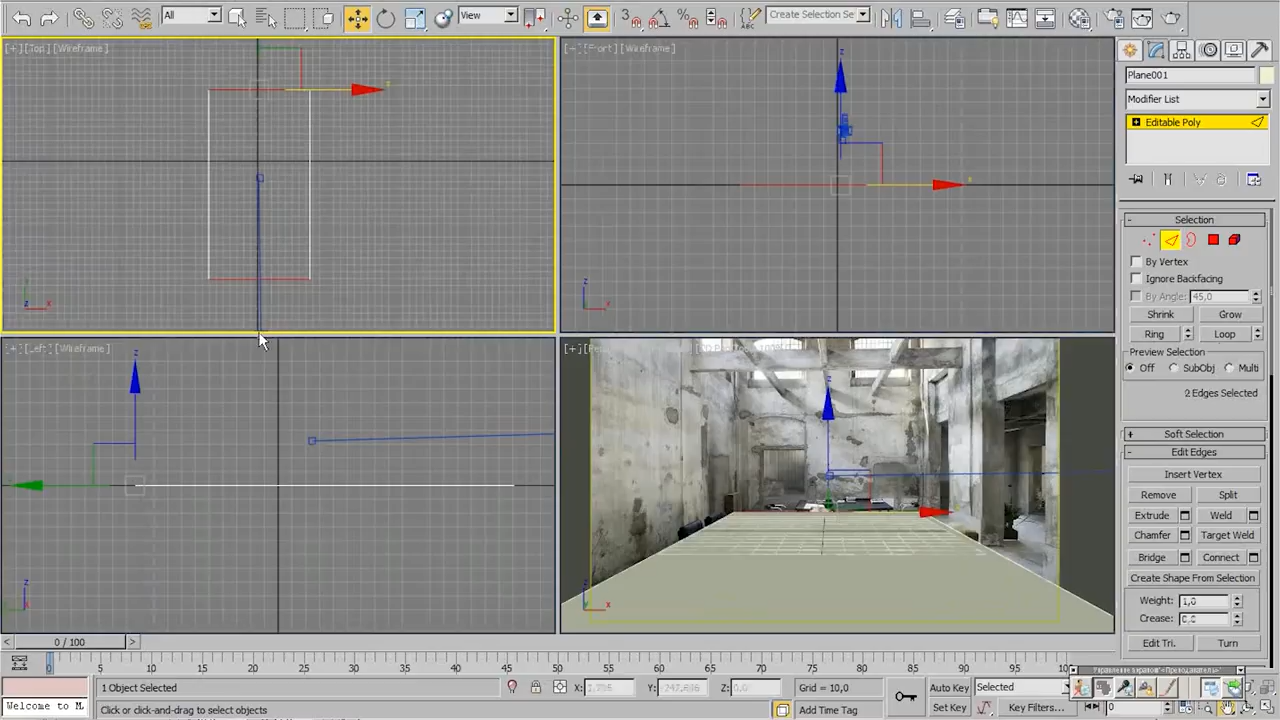 All
View
Create Selection Se
[+][Top][Wireframe]
[+][Front][Wireframe]
Plane001
Modifier List
Editable Poly
Selection
By Vertex
Ignore Backfacing
By Angle: 45,0
Shrink Grow
Ring Loop
Preview Selection
Off SubObj Multi
2 Edges Selected
[+][Left][Wireframe]
Soft Selection
Edit Edges
Insert Vertex
Remove Split
Extrude Weld
Chamfer Target Weld
Bridge Connect
Create Shape From Selection
Weight: 1,0
Crease: 0,0
Edit Tri. Turn
< 0 / 100 >
0 5 10 15 20 25 30 35 40 45 50 55 60 65 70 75 80 85 90 95 100
1 Object Selected
X: Y: Z: 0,0
Grid = 10,0
Auto Key Selected
Welcome to M
Click or click-and-drag to select objects
Add Time Tag
Set Key Key Filters... 0